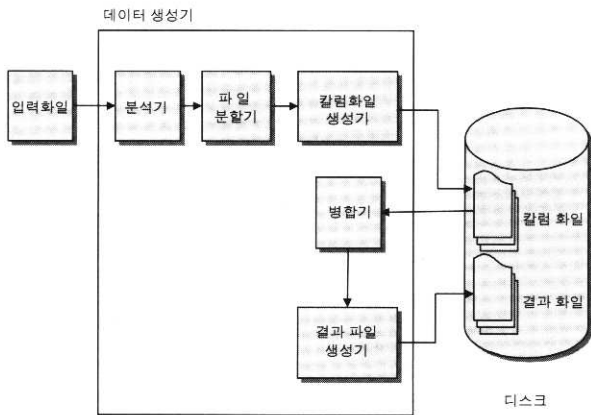 데이터 생성기
입력화일
분석기
파 일
분할기
칼럼화일
생성기
병합기
칼럼 화일
결과 파일
생성기
결과 화일
디스크